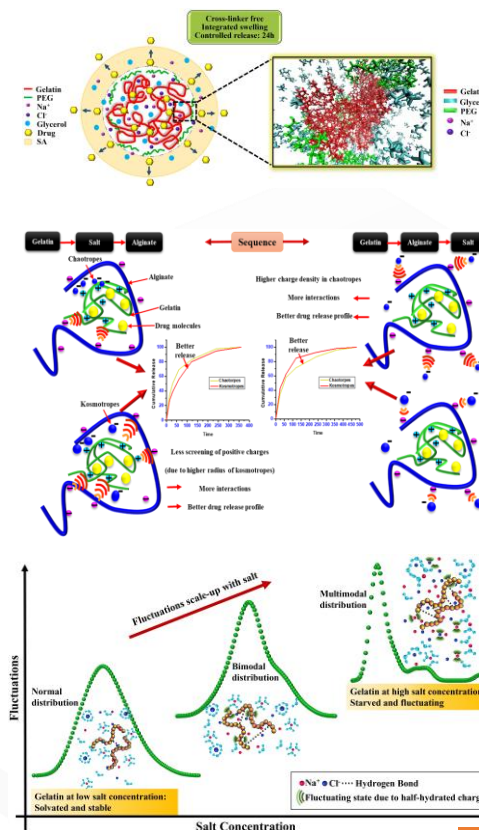 Cross-linker free
Integrated swelling
Controlled release: 24h
Gelatin
PEG
Na⁺
Cl⁻
Glycerol
Drug
SA
Gelatin
Glyce
PEG
Na⁺
Cl⁻
Gelatin
Salt
Alginate
Sequence
Gelatin
Alginate
Salt
Chaotropes
Alginate
Gelatin
Drug molecules
Higher charge density in chaotropes
More interactions
Better drug release profile
Better
release
Cumulative Release
Chaotropes
Kosmotropes
Time
Better
release
Cumulative Release
Chaotropes
Kosmotropes
Time
Kosmotropes
Less screening of positive charges
(due to higher radius of kosmotropes)
More interactions
Better drug release profile
Fluctuations
Fluctuations scale-up with salt
Normal
distribution
Bimodal
distribution
Multimodal
distribution
Gelatin at low salt concentration:
Solvated and stable
Gelatin at high salt concentration
Starved and fluctuating
Na⁺ Cl⁻ Hydrogen Bond
Fluctuating state due to half-hydrated charg
Salt Concentration